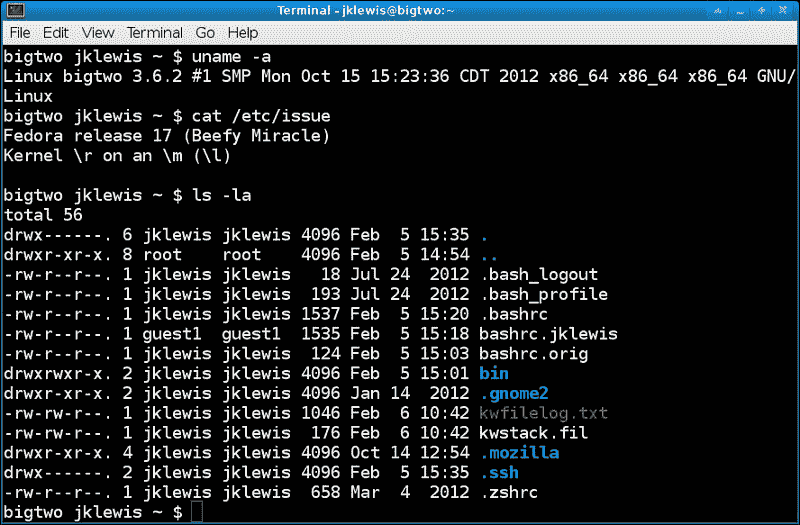 Terminal - jklewis@bigtwo:~
File Edit View Terminal Go Help
bigtwo jklewis ~ $ uname -a
Linux bigtwo 3.6.2 #1 SMP Mon Oct 15 15:23:36 CDT 2012 x86_64 x86_64 x86_64 GNU/
Linux
bigtwo jklewis ~ $ cat /etc/issue
Fedora release 17 (Beefy Miracle)
Kernel \r on an \m (\l)
bigtwo jklewis ~ $ ls -la
total 56
drwx------. 6 jklewis jklewis 4096 Feb  5 15:35 .
drwxr-xr-x. 8 root    root    4096 Feb  5 14:54 ..
-rw-r--r--. 1 jklewis jklewis   18 Jul 24  2012 .bash_logout
-rw-r--r--. 1 jklewis jklewis  193 Jul 24  2012 .bash_profile
-rw-r--r--. 1 jklewis jklewis 1537 Feb  5 15:20 .bashrc
-rw-r--r--. 1 guest1  guest1  1535 Feb  5 15:18 bashrc.jklewis
-rw-r--r--. 1 jklewis jklewis  124 Feb  5 15:03 bashrc.orig
drwxrwxr-x. 2 jklewis jklewis 4096 Feb  5 15:01 bin
drwxr-xr-x. 2 jklewis jklewis 4096 Jan 14  2012 .gnome2
-rw-rw-r--. 1 jklewis jklewis 1046 Feb  6 10:42 kwfilelog.txt
-rw-rw-r--. 1 jklewis jklewis  176 Feb  6 10:42 kwstack.fil
drwxr-xr-x. 4 jklewis jklewis 4096 Oct 14 12:54 .mozilla
drwx------. 2 jklewis jklewis 4096 Feb  5 15:35 .ssh
-rw-r--r--. 1 jklewis jklewis  658 Mar  4  2012 .zshrc
bigtwo jklewis ~ $